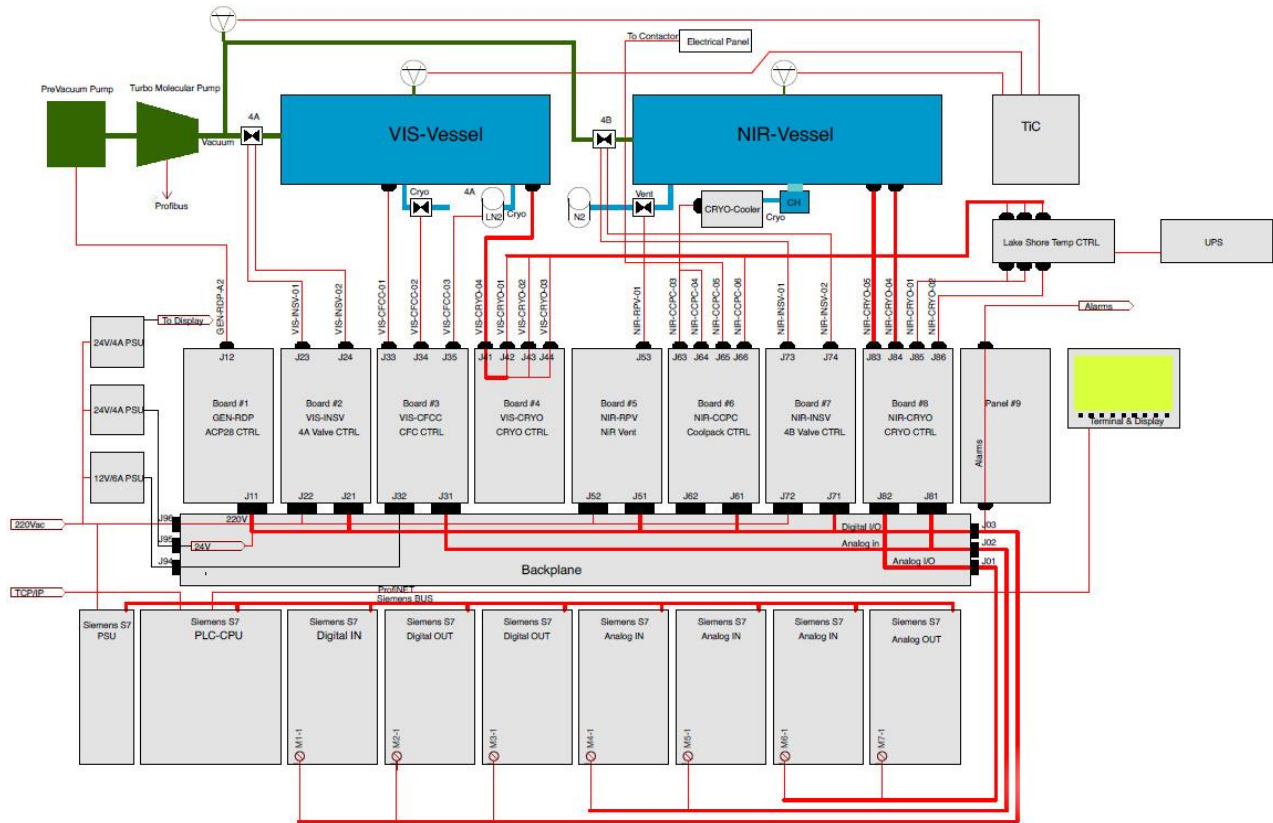 To Contactor
Electrical Panel
PreVacuum Pump
Turbo Molecular Pump
4A
Vacuum
VIS-Vessel
4B
NIR-Vessel
TiC
Profibus
Cryo
4A
LN2
Cryo
N2
Vent
CRYO-Cooler
Cryo
CH
Lake Shore Temp CTRL
UPS
GEN-RDP-A2
VIS-INSV-01
VIS-INSV-02
VIS-CFCC-01
VIS-CFCC-02
VIS-CFCC-03
VIS-CRYO-04
VIS-CRYO-01
VIS-CRYO-02
VIS-CRYO-03
NIR-RPV-01
NIR-CCPC-03
NIR-CCPC-04
NIR-CCPC-05
NIR-CCPC-06
NIR-INSV-01
NIR-INSV-02
NIR-CRYO-05
NIR-CRYO-04
NIR-CRYO-01
NIR-CRYO-02
Alarms
To Display
24V/4A PSU
24V/4A PSU
12V/6A PSU
J12
J23
J24
J33
J34
J35
J41
J42
J43
J44
J53
J63
J64
J65
J66
J73
J74
J83
J84
J85
J86
Board #1
GEN-RDP
ACP28 CTRL
Board #2
VIS-INSV
4A Valve CTRL
Board #3
VIS-CFCC
CFC CTRL
Board #4
VIS-CRYO
CRYO CTRL
Board #5
NIR-RPV
NiR Vent
Board #6
NIR-CCPC
Coolpack CTRL
Board #7
NIR-INSV
4B Valve CTRL
Board #8
NIR-CRYO
CRYO CTRL
Panel #9
Alarms
Terminal & Display
J11
J22
J21
J32
J31
J52
J51
J62
J61
J72
J71
J82
J81
220Vac
J96
220V
Digital I/O
J03
J95
24V
Analog in
J02
J94
Backplane
Analog I/O
J01
TCP/IP
ProfiNET
Siemens BUS
Siemens S7
PSU
Siemens S7
PLC-CPU
Siemens S7
Digital IN
Siemens S7
Digital OUT
Siemens S7
Digital OUT
Siemens S7
Analog IN
Siemens S7
Analog IN
Siemens S7
Analog IN
Siemens S7
Analog OUT
M1-1
M2-1
M3-1
M4-1
M5-1
M6-1
M7-1